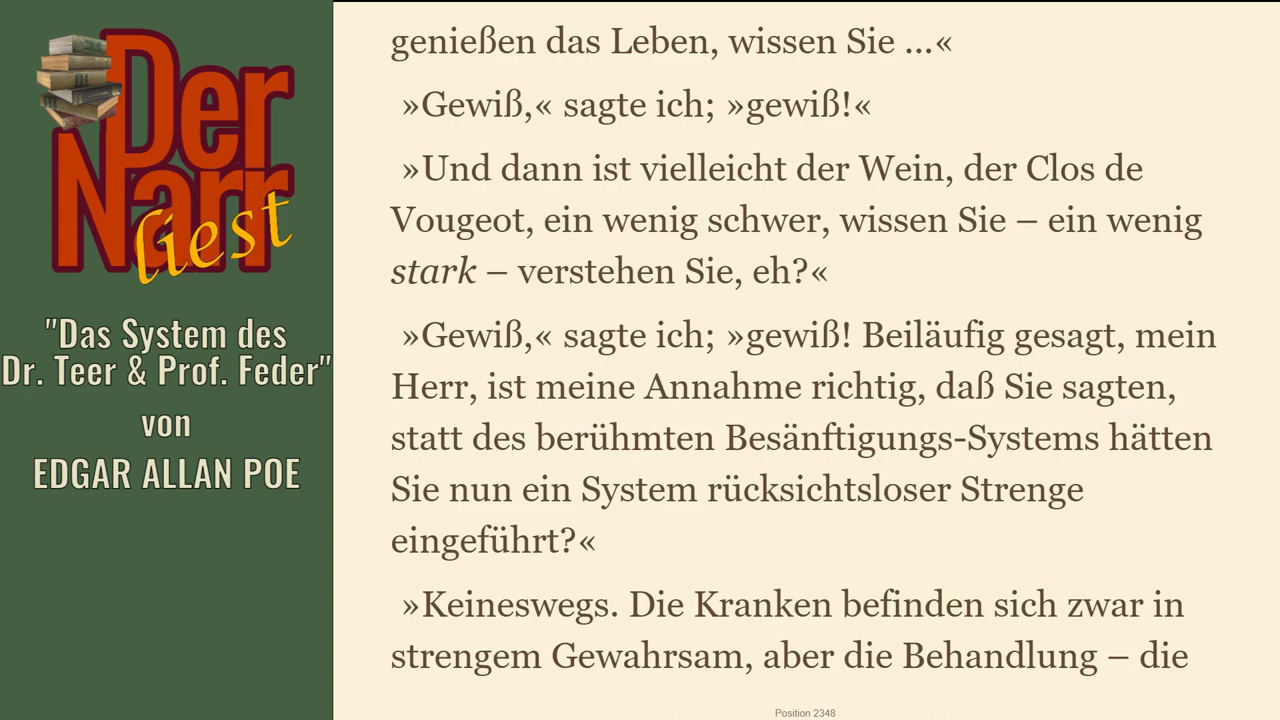 Der
Narr
liest
"Das System des
Dr. Teer & Prof. Feder"
von
EDGAR ALLAN POE
genießen das Leben, wissen Sie ...«
»Gewiß,« sagte ich; »gewiß!«
»Und dann ist vielleicht der Wein, der Clos de
Vougeot, ein wenig schwer, wissen Sie – ein wenig
stark – verstehen Sie, eh?«
»Gewiß,« sagte ich; »gewiß! Beiläufig gesagt, mein
Herr, ist meine Annahme richtig, daß Sie sagten,
statt des berühmten Besänftigungs-Systems hätten
Sie nun ein System rücksichtsloser Strenge
eingeführt?«
»Keineswegs. Die Kranken befinden sich zwar in
strengem Gewahrsam, aber die Behandlung – die
Position 2348